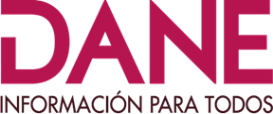 DANE
INFORMACIÓN PARA TODOS